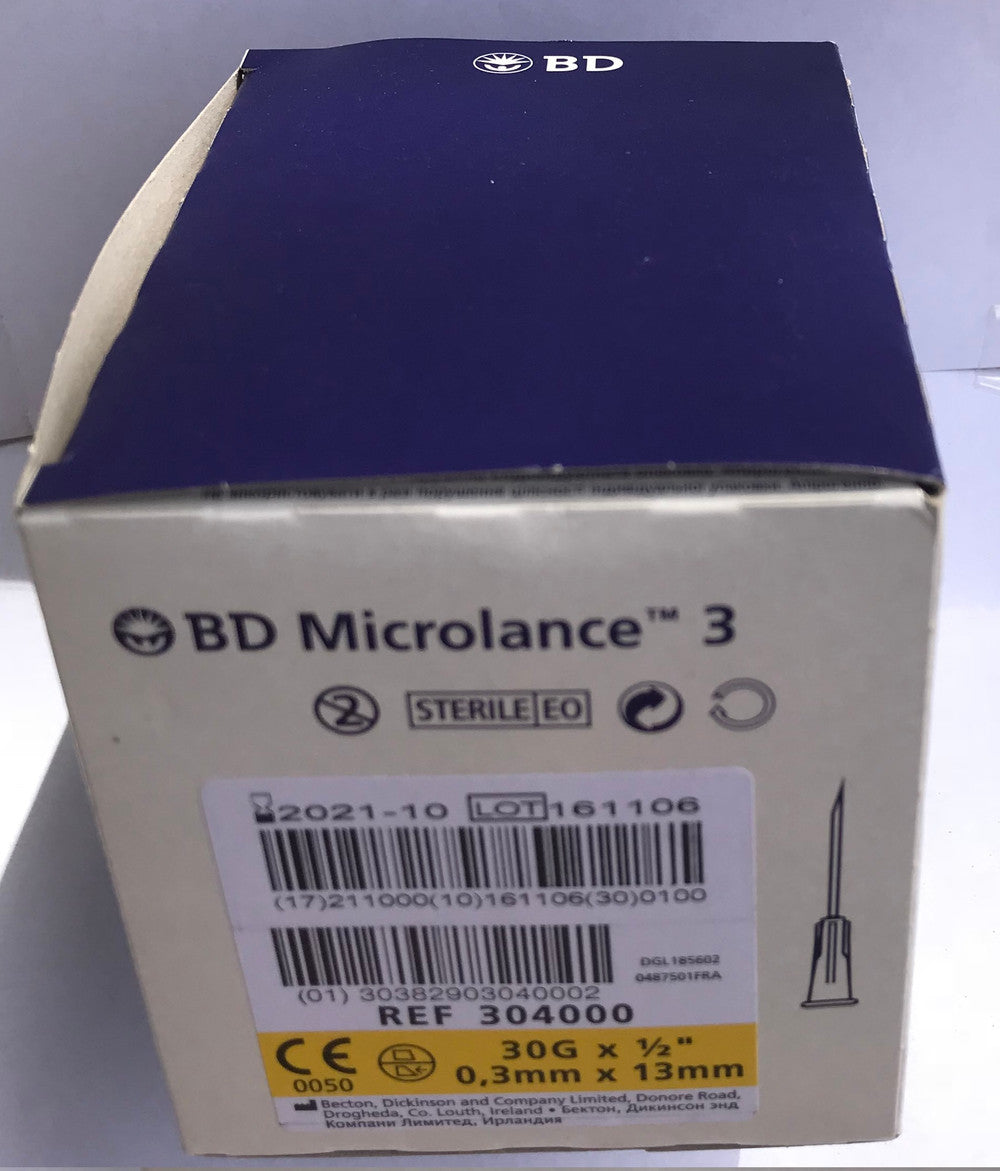 BD
BD Microlance™ 3
2
STERILE EO
2021-10 LOT 161106
(17)211000(10)161106(30)0100
DGL185602
0487501FRA
(01) 30382903040002
REF 304000
CE
0050
30G x ½"
0,3mm x 13mm
Becton, Dickinson and Company Limited, Donore Road,
Drogheda, Co. Louth, Ireland • Бектон, Дикинсон энд
Компани Лимитед, Ирландия